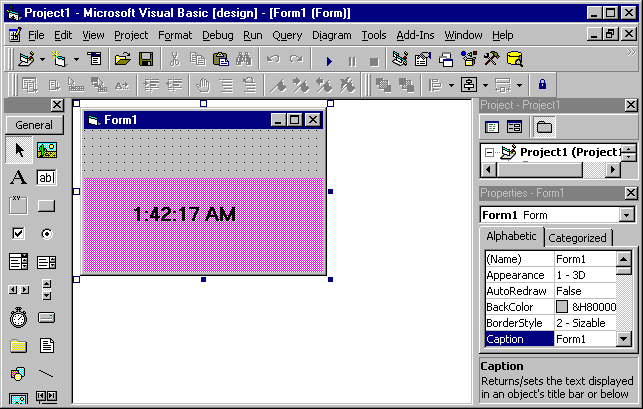 Project1 - Microsoft Visual Basic [design] - [Form1 (Form)]
File Edit View Project Format Debug Run Query Diagram Tools Add-Ins Window Help
General
A
ab|
xv
Form1
1:42:17 AM
Project - Project1
Project1 (Project1
Properties - Form1
Form1 Form
Alphabetic Categorized
(Name) Form1
Appearance 1 - 3D
AutoRedraw False
BackColor &H80000
BorderStyle 2 - Sizable
Caption Form1
Caption
Returns/sets the text displayed
in an object's title bar or below